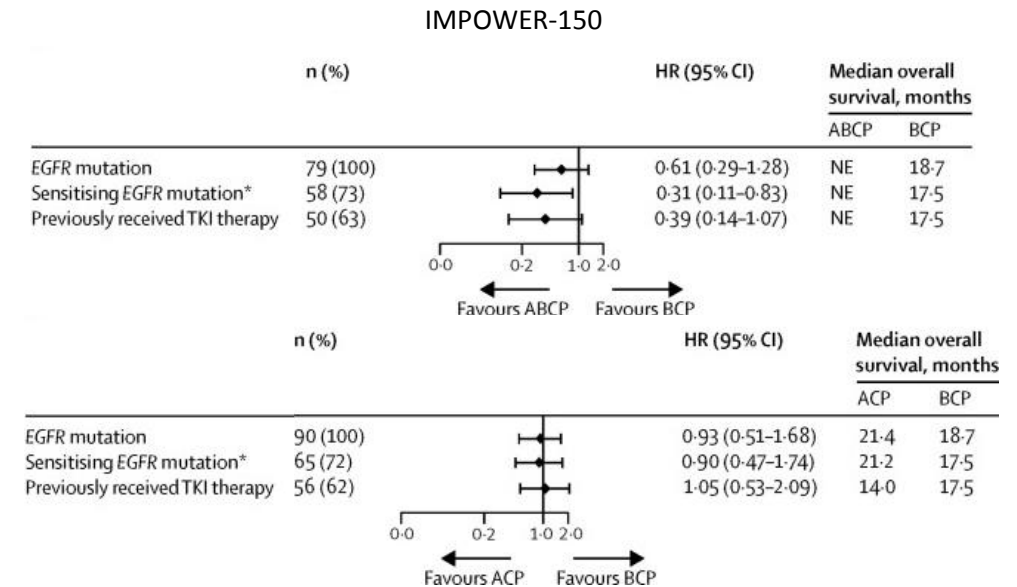 IMPOWER-150
n (%) HR (95% CI) Median overall
survival, months
ABCP BCP
EGFR mutation 79 (100) 0·61 (0·29–1·28) NE 18·7
Sensitising EGFR mutation* 58 (73) 0·31 (0·11–0·83) NE 17·5
Previously received TKI therapy 50 (63) 0·39 (0·14–1·07) NE 17·5
0·0 0·2 1·0 2·0
Favours ABCP Favours BCP
n (%) HR (95% CI) Median overall
survival, months
ACP BCP
EGFR mutation 90 (100) 0·93 (0·51–1·68) 21·4 18·7
Sensitising EGFR mutation* 65 (72) 0·90 (0·47–1·74) 21·2 17·5
Previously received TKI therapy 56 (62) 1·05 (0·53–2·09) 14·0 17·5
0·0 0·2 1·0 2·0
Favours ACP Favours BCP